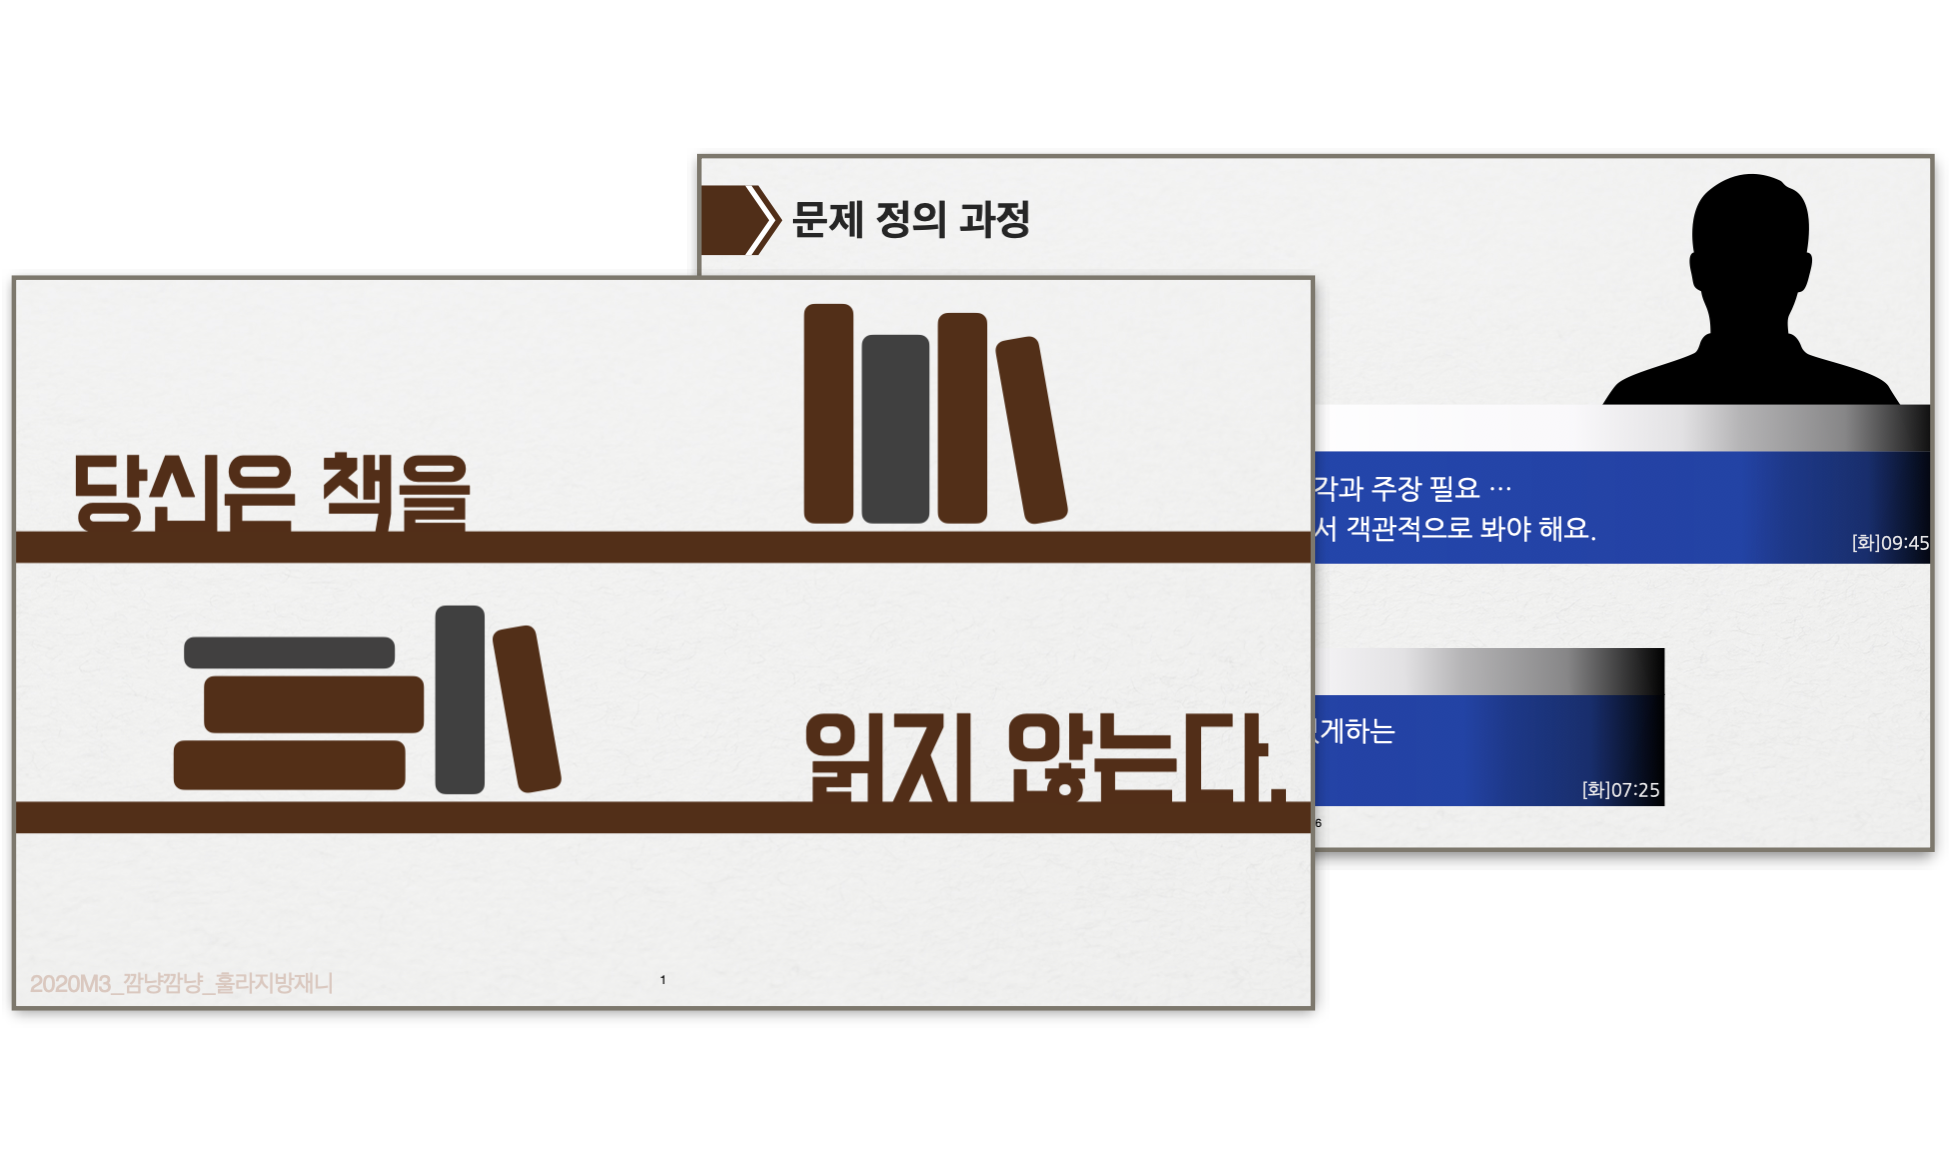 문제 정의 과정
각과 주장 필요 …
서 객관적으로 봐야 해요.
[화]09:45
게하는
[화]07:25
6
당신은 책을
읽지 않는다.
2020M3_깜냥깜냥_훌라지방재니
1